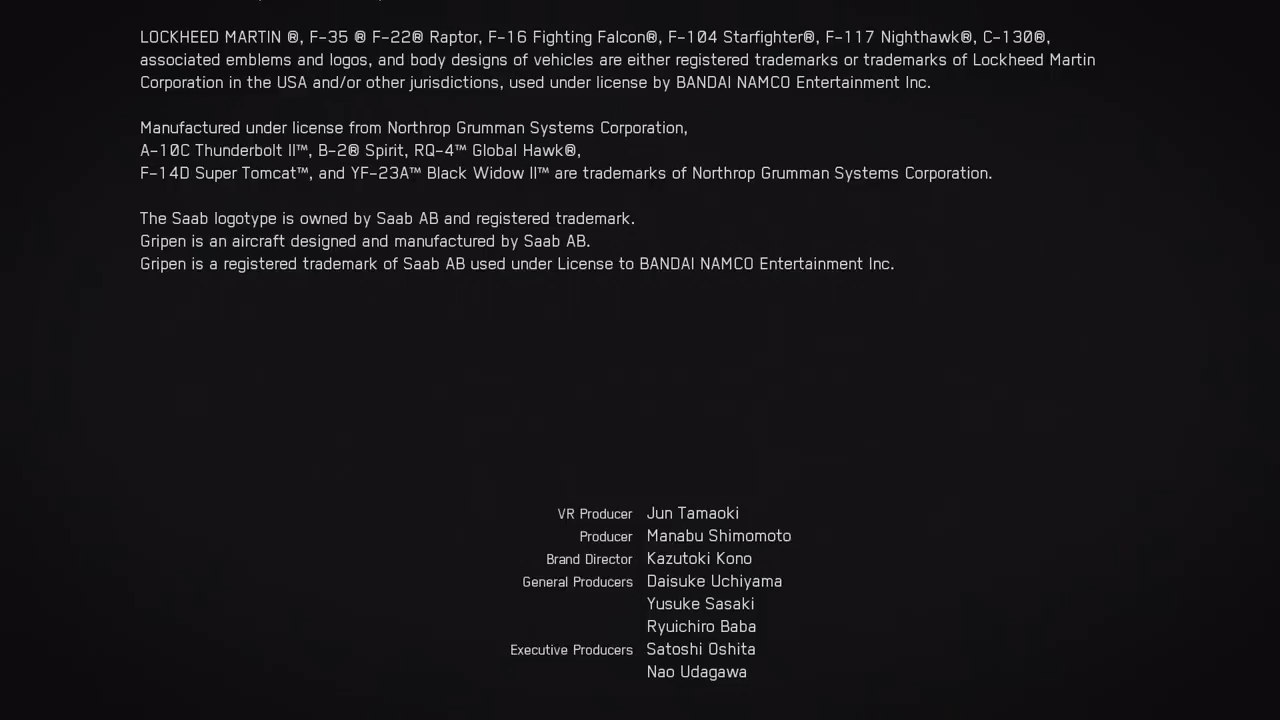 LOCKHEED MARTIN ®, F-35 ® F-22® Raptor, F-16 Fighting Falcon®, F-104 Starfighter®, F-117 Nighthawk®, C-130®,
associated emblems and logos, and body designs of vehicles are either registered trademarks or trademarks of Lockheed Martin
Corporation in the USA and/or other jurisdictions, used under license by BANDAI NAMCO Entertainment Inc.
Manufactured under license from Northrop Grumman Systems Corporation,
A-10C Thunderbolt II™, B-2® Spirit, RQ-4™ Global Hawk®,
F-14D Super Tomcat™, and YF-23A™ Black Widow II™ are trademarks of Northrop Grumman Systems Corporation.
The Saab logotype is owned by Saab AB and registered trademark.
Gripen is an aircraft designed and manufactured by Saab AB.
Gripen is a registered trademark of Saab AB used under License to BANDAI NAMCO Entertainment Inc.
VR Producer Jun Tamaoki
Producer Manabu Shimomoto
Brand Director Kazutoki Kono
General Producers Daisuke Uchiyama
Yusuke Sasaki
Ryuichiro Baba
Executive Producers Satoshi Oshita
Nao Udagawa